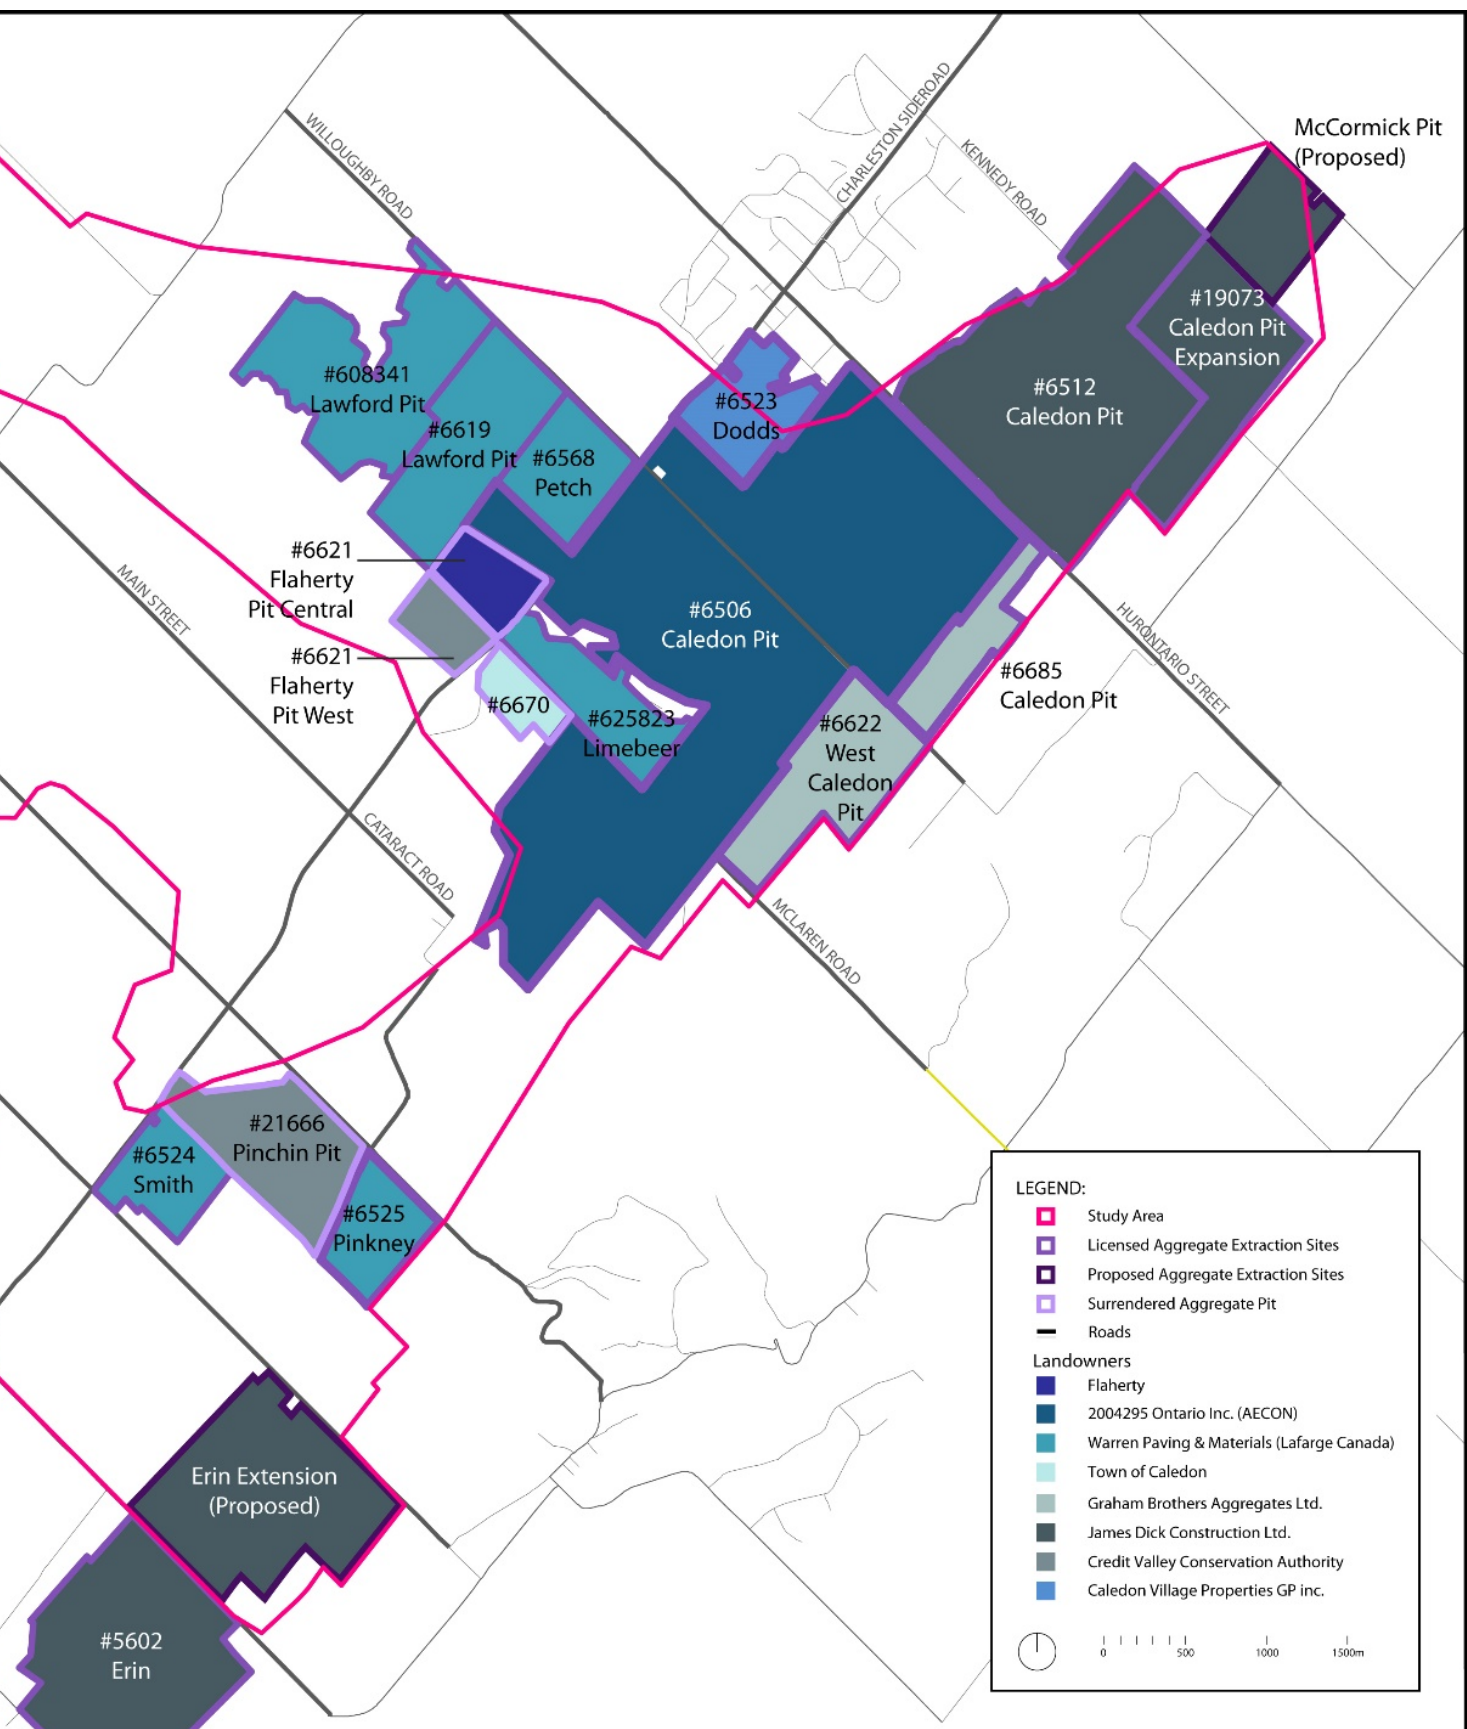 WILLOUGHBY ROAD
CHARLESTON SIDEROAD
KENNEDY ROAD
McCormick Pit
(Proposed)
#19073
Caledon Pit
Expansion
#6512
Caledon Pit
#608341
Lawford Pit
#6523
Dodds
#6619
Lawford Pit
#6568
Petch
#6621
Flaherty
Pit Central
MAIN STREET
#6506
Caledon Pit
HURONTARIO STREET
#6621
Flaherty
Pit West
#6685
Caledon Pit
#6670
#625823
Limebeer
#6622
West
Caledon
Pit
CATARACT ROAD
MCLAREN ROAD
#21666
Pinchin Pit
#6524
Smith
#6525
Pinkney
Erin Extension
(Proposed)
#5602
Erin
LEGEND:
Study Area
Licensed Aggregate Extraction Sites
Proposed Aggregate Extraction Sites
Surrendered Aggregate Pit
Roads
Landowners
Flaherty
2004295 Ontario Inc. (AECON)
Warren Paving & Materials (Lafarge Canada)
Town of Caledon
Graham Brothers Aggregates Ltd.
James Dick Construction Ltd.
Credit Valley Conservation Authority
Caledon Village Properties GP inc.
0 500 1000 1500m